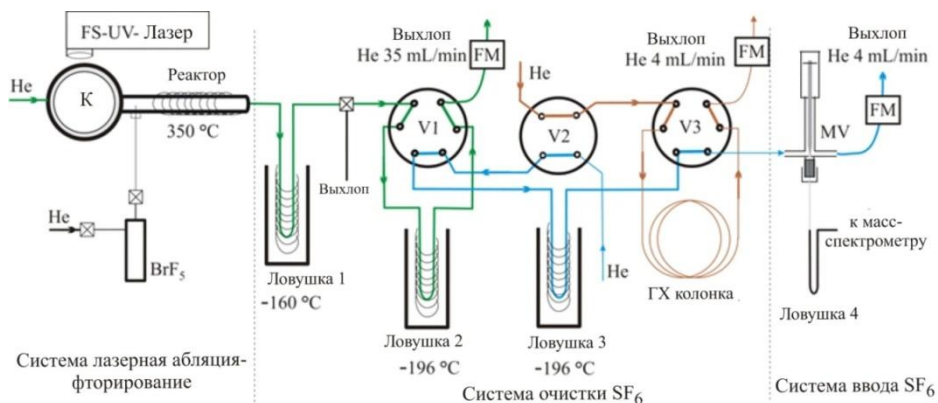 FS-UV- Лазер
He
К
Реактор
350 °C
He
BrF5
Система лазерная абляция-
фторирование
Выхлоп
He 35 mL/min
FM
V1
Выхлоп
Ловушка 1
-160 °C
Ловушка 2
-196 °C
He
V2
He
Ловушка 3
-196 °C
Выхлоп
He 4 mL/min
FM
V3
ГХ колонка
Система очистки SF6
Выхлоп
He 4 mL/min
FM
MV
к масс-
спектрометру
Ловушка 4
Система ввода SF6